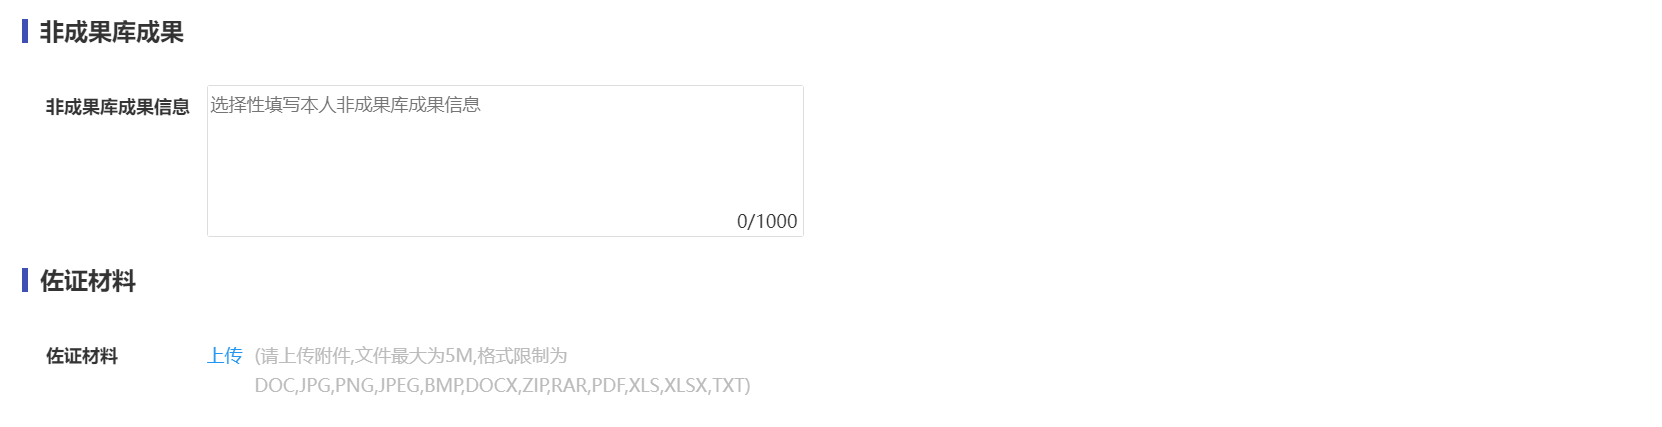 非成果库成果
非成果库成果信息
选择性填写本人非成果库成果信息
0/1000
佐证材料
佐证材料
上传 (请上传附件,文件最大为5M,格式限制为
DOC,JPG,PNG,JPEG,BMP,DOCX,ZIP,RAR,PDF,XLS,XLSX,TXT)